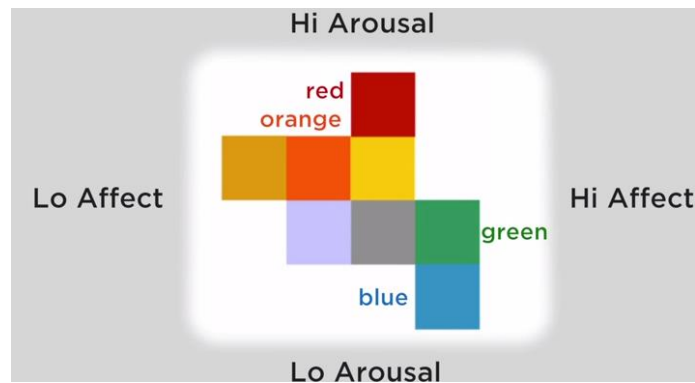 Hi Arousal
red
orange
Lo Affect
Hi Affect
green
blue
Lo Arousal